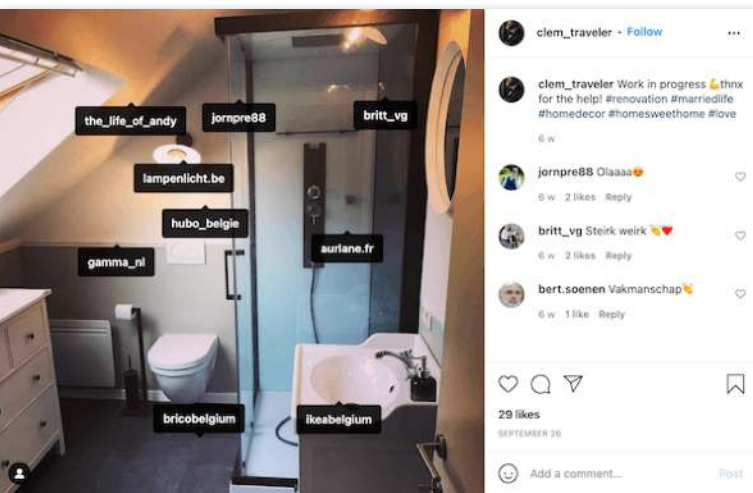 the_life_of_andy
jornpre88
britt_vg
lampenlicht.be
hubo_belgie
gamma_nl
aurlane.fr
bricobelgium
ikeabelgium
clem_traveler • Follow
clem_traveler Work in progress 💪thnx
for the help! #renovation #marriedlife
#homedecor #homesweethome #love
6 w
jornpre88 Olaaaa😍
6 w 2 likes Reply
britt_vg Steirk weirk 👏❤️
6 w 2 likes Reply
bert.soenen Vakmanschap👏
6 w 1 like Reply
29 likes
SEPTEMBER 26
Add a comment...
Post